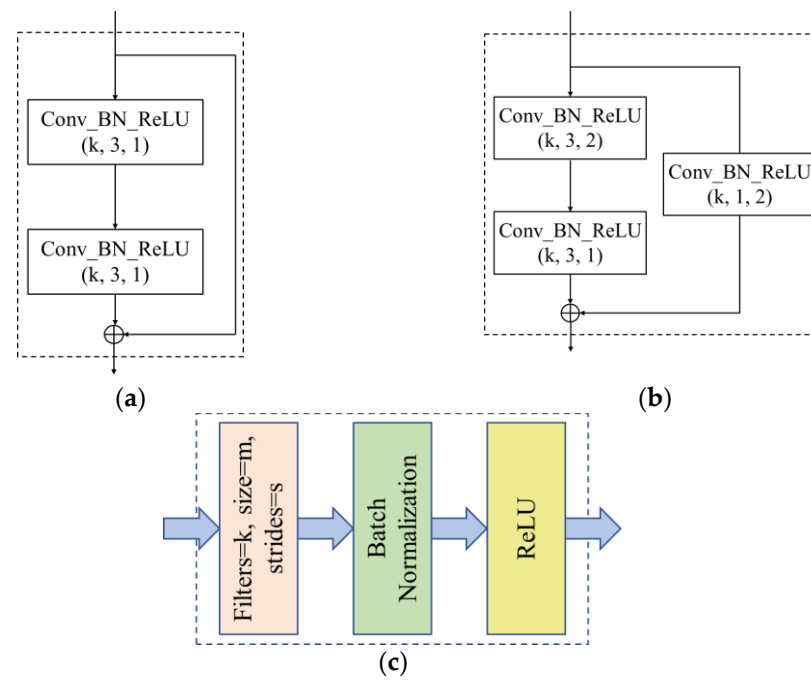 Conv_BN_ReLU
(k, 3, 1)
Conv_BN_ReLU
(k, 3, 1)
(a)
Conv_BN_ReLU
(k, 3, 2)
Conv_BN_ReLU
(k, 1, 2)
Conv_BN_ReLU
(k, 3, 1)
(b)
Filters=k, size=m,
strides=s
Batch
Normalization
ReLU
(c)